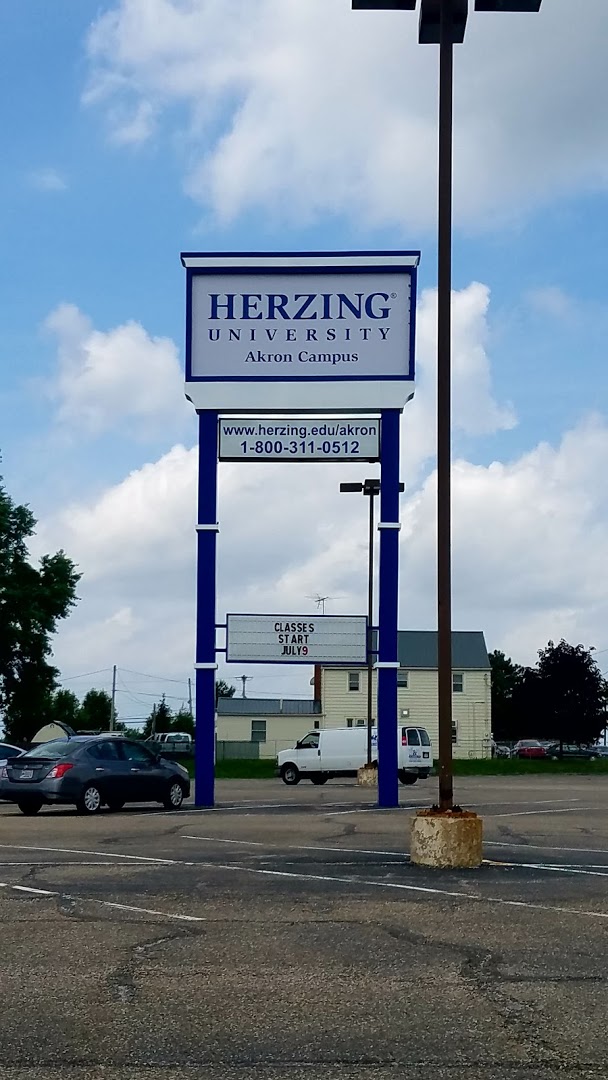 HERZING®
UNIVERSITY
Akron Campus
www.herzing.edu/akron
1-800-311-0512
CLASSES
START
JULY9